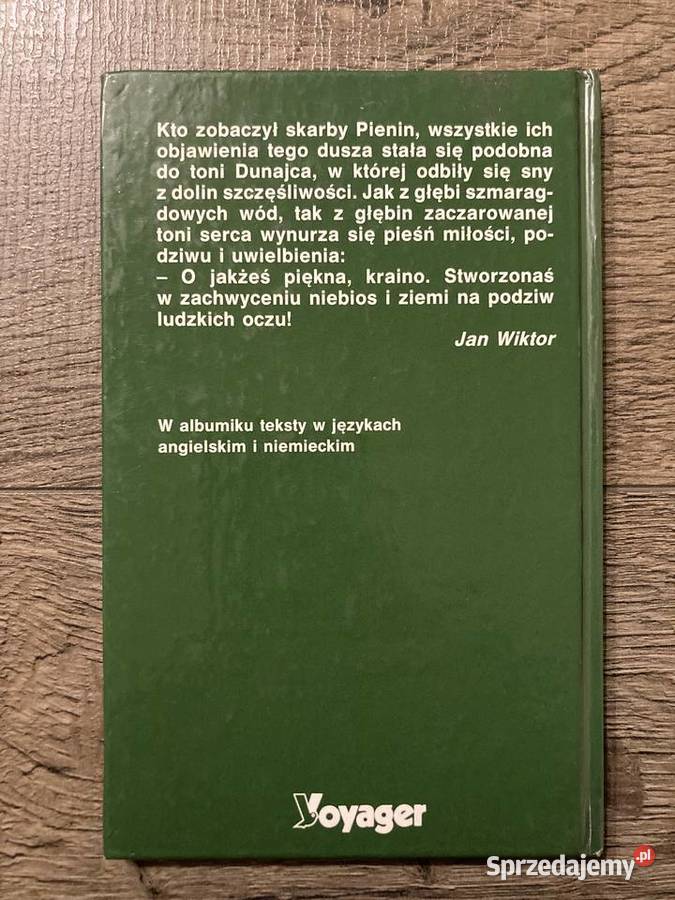 Kto zobaczył skarby Pienin, wszystkie ich
objawienia tego dusza stała się podobna
do toni Dunajca, w której odbiły się sny
z dolin szczęśliwości. Jak z głębi szmarag-
dowych wód, tak z głębin zaczarowanej
toni serca wynurza się pieśń miłości, po-
dziwu i uwielbienia:
– O jakżeś piękna, kraino. Stworzonaś
w zachwyceniu niebios i ziemi na podziw
ludzkich oczu!
Jan Wiktor
W albumiku teksty w językach
angielskim i niemieckim
Voyager
Sprzedajemy.pl